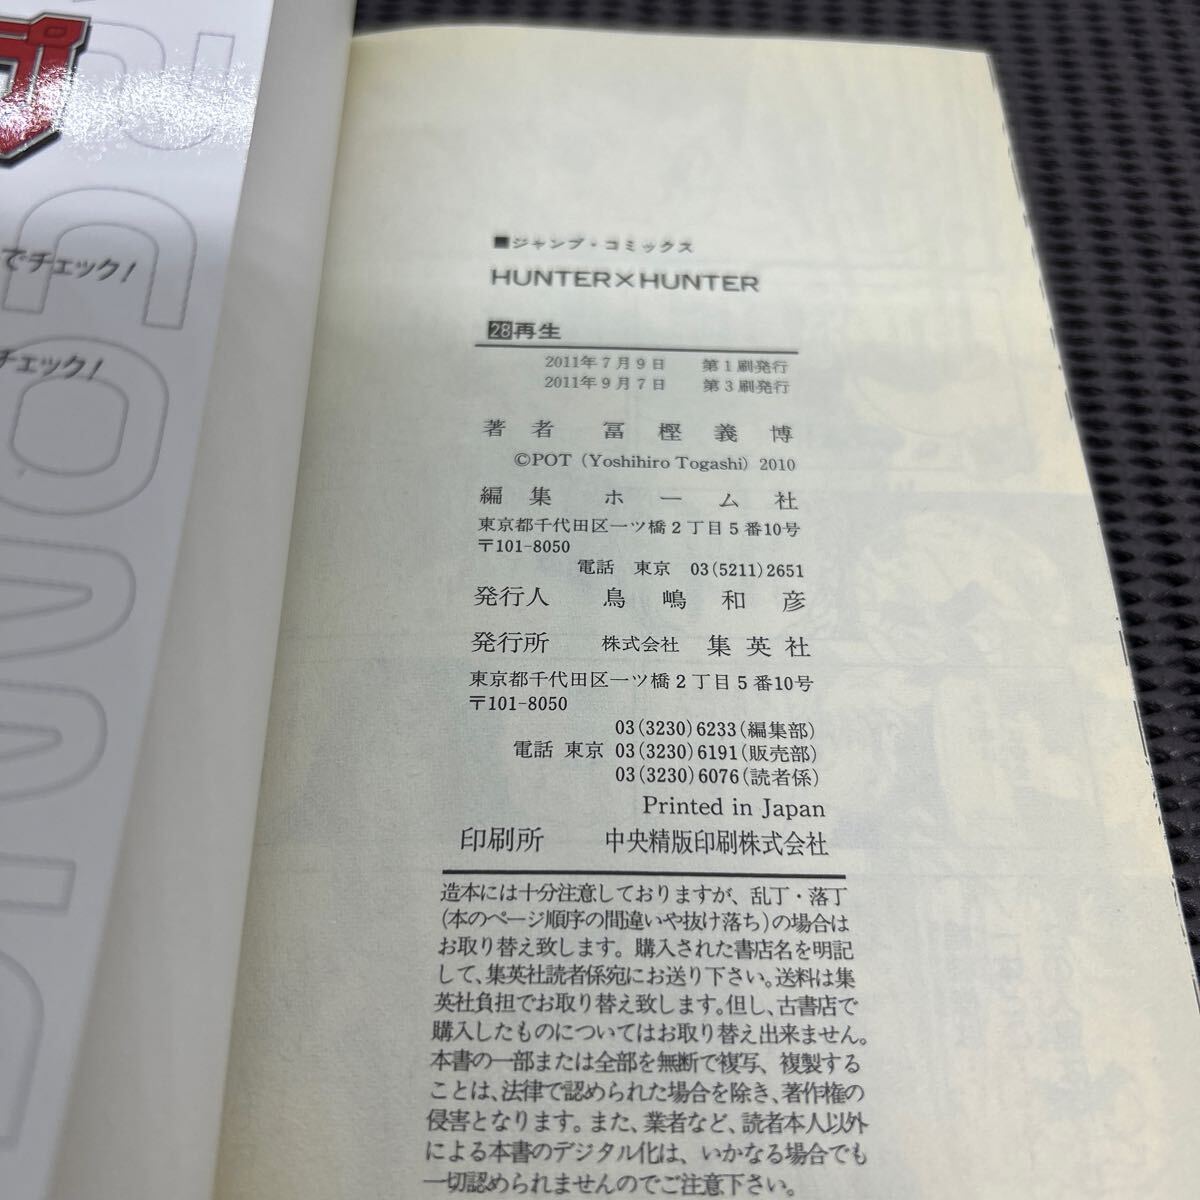 プ
でチェック!
チェック!
■ジャンプ・コミックス
HUNTER×HUNTER
28再生
2011年7月9日 第1刷発行
2011年9月7日 第3刷発行
著者 冨樫義博
©POT (Yoshihiro Togashi) 2010
編集 ホーム社
東京都千代田区一ツ橋2丁目5番10号
〒101-8050
電話 東京 03(5211)2651
発行人 鳥嶋和彦
発行所 株式会社 集英社
東京都千代田区一ツ橋2丁目5番10号
〒101-8050
03(3230)6233(編集部)
電話 東京 03(3230)6191(販売部)
03(3230)6076(読者係)
Printed in Japan
印刷所 中央精版印刷株式会社
造本には十分注意しておりますが、乱丁・落丁
(本のページ順序の間違いや抜け落ち)の場合は
お取り替え致します。購入された書店名を明記
して、集英社読者係宛にお送り下さい。送料は集
英社負担でお取り替え致します。但し、古書店で
購入したものについてはお取り替え出来ません。
本書の一部または全部を無断で複写、複製する
ことは、法律で認められた場合を除き、著作権の
侵害となります。また、業者など、読者本人以外
による本書のデジタル化は、いかなる場合でも
一切認められませんのでご注意下さい。